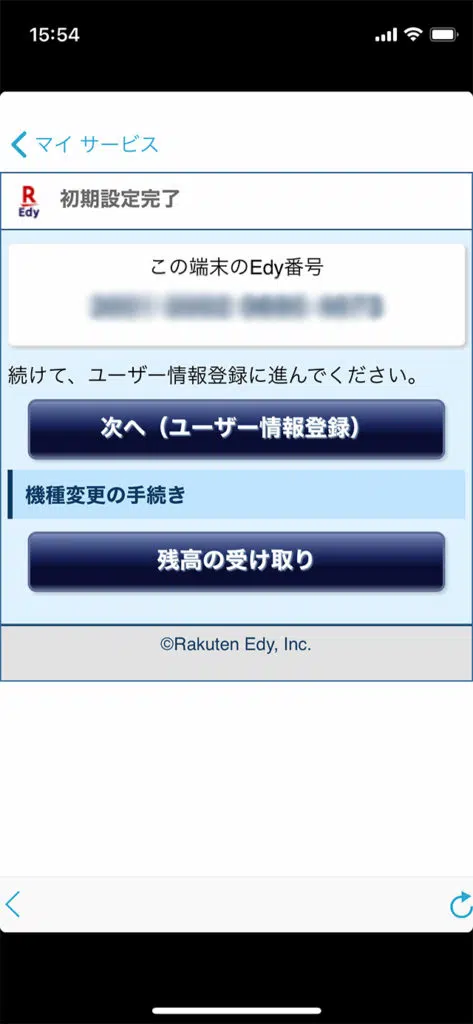 15:54
マイ サービス
R
Edy
初期設定完了
この端末のEdy番号
続けて、ユーザー情報登録に進んでください。
次へ（ユーザー情報登録）
機種変更の手続き
残高の受け取り
©Rakuten Edy, Inc.